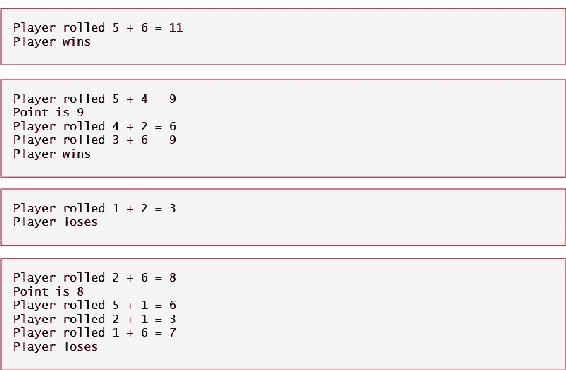 Player rolled 5 + 6 = 11
Player wins
Player rolled 5 + 4   9
Point is 9
Player rolled 4 + 2 = 6
Player rolled 3 + 6   9
Player wins
Player rolled 1 + 2 = 3
Player loses
Player rolled 2 + 6 = 8
Point is 8
Player rolled 5 + 1 = 6
Player rolled 2 + 1 = 3
Player rolled 1 + 6 = 7
Player loses